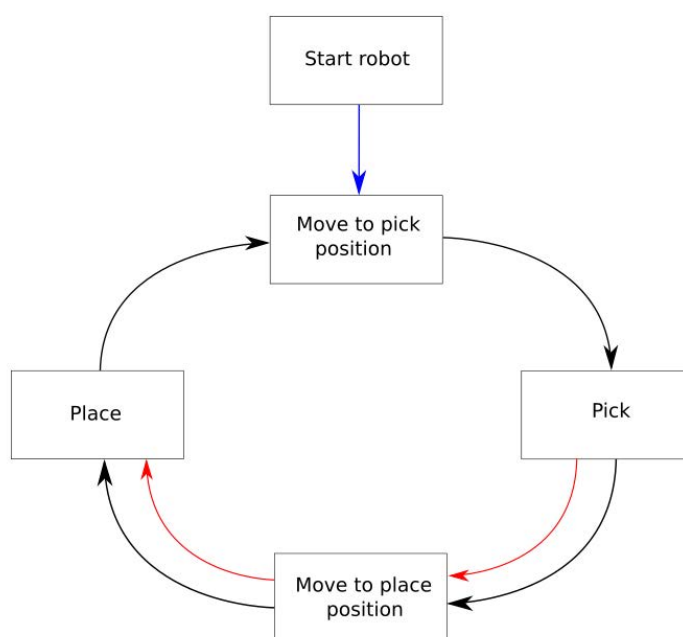 Start robot
Move to pick
position
Place
Pick
Move to place
position